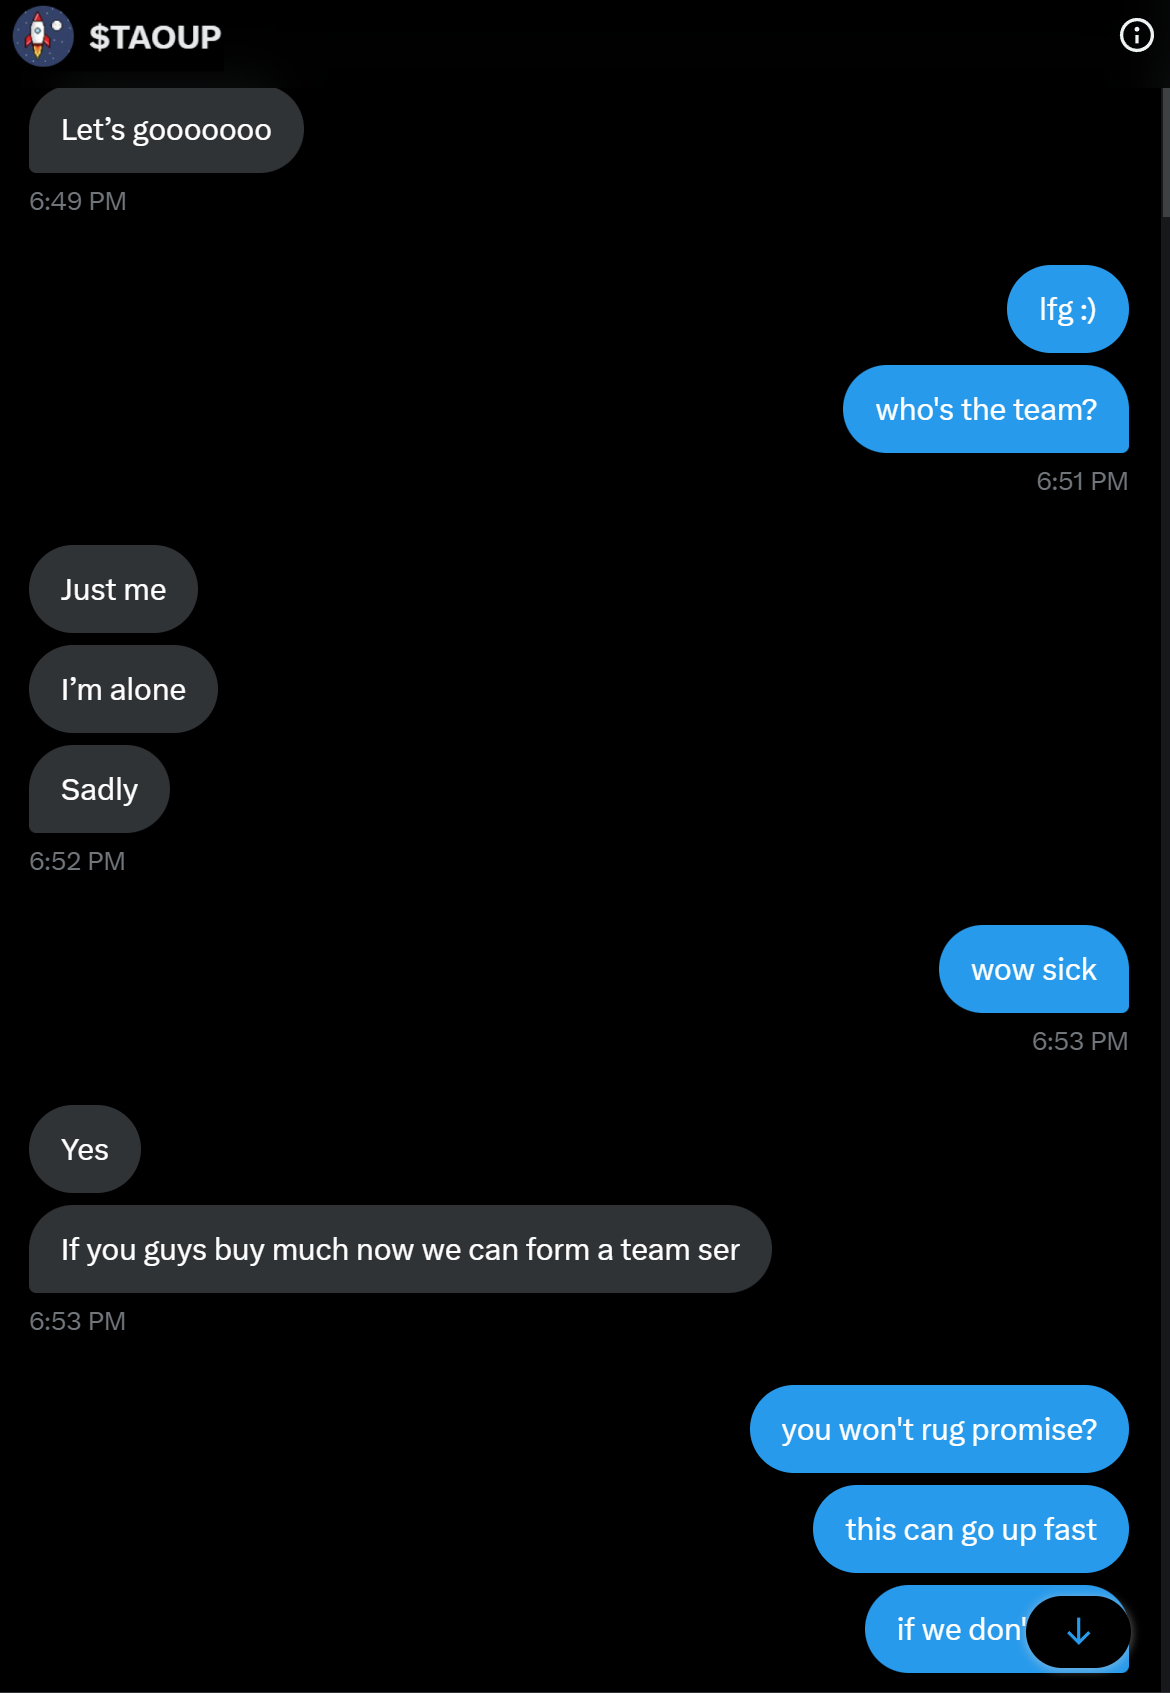 $TAOUP
Let’s gooooooo
6:49 PM
lfg :)
who's the team?
6:51 PM
Just me
I’m alone
Sadly
6:52 PM
wow sick
6:53 PM
Yes
If you guys buy much now we can form a team ser
6:53 PM
you won't rug promise?
this can go up fast
if we